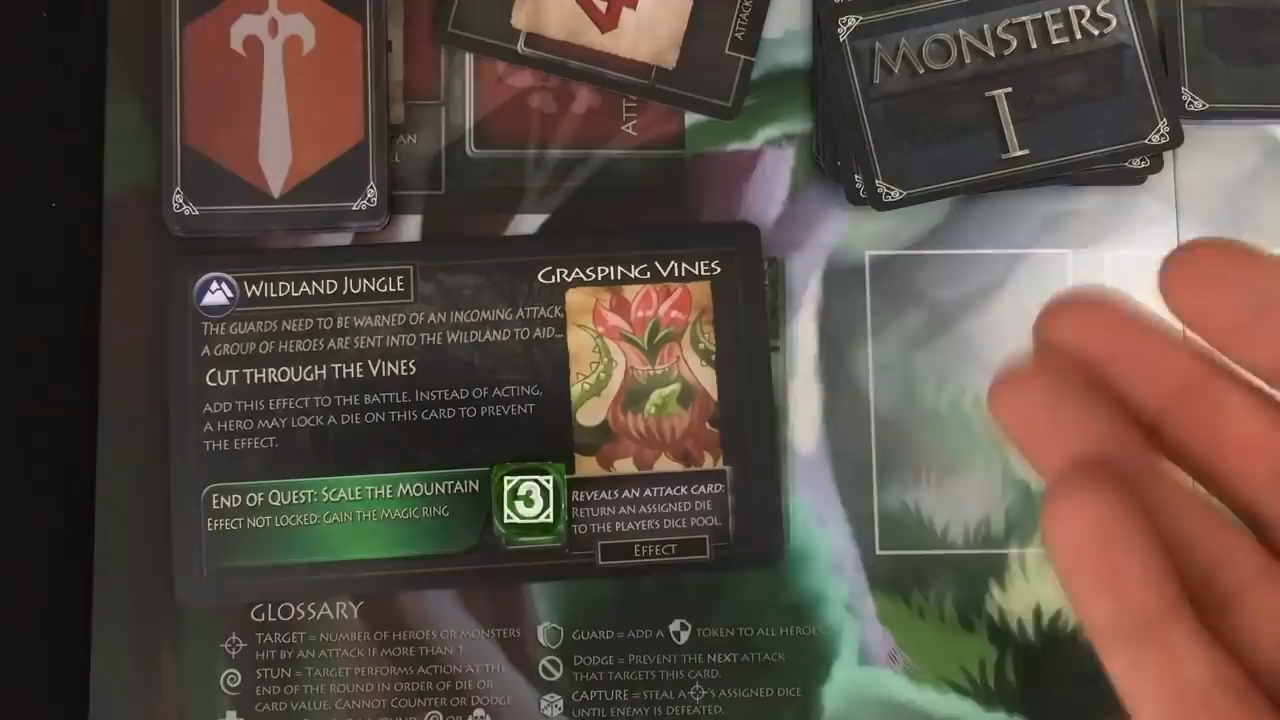 4
ATTACK
ATT
MONSTERS
I
WILDLAND JUNGLE
GRASPING VINES
THE GUARDS NEED TO BE WARNED OF AN INCOMING ATTACK,
A GROUP OF HEROES ARE SENT INTO THE WILDLAND TO AID...
CUT THROUGH THE VINES
ADD THIS EFFECT TO THE BATTLE. INSTEAD OF ACTING,
A HERO MAY LOCK A DIE ON THIS CARD TO PREVENT
THE EFFECT.
END OF QUEST: SCALE THE MOUNTAIN
EFFECT NOT LOCKED: GAIN THE MAGIC RING
3
REVEALS AN ATTACK CARD:
RETURN AN ASSIGNED DIE
TO THE PLAYER'S DICE POOL.
EFFECT
GLOSSARY
TARGET = NUMBER OF HEROES OR MONSTERS
HIT BY AN ATTACK IF MORE THAN 1.
STUN = TARGET PERFORMS ACTION AT THE
END OF THE ROUND IN ORDER OF DIE OR
CARD VALUE. CANNOT COUNTER OR DODGE
GUARD = ADD A TOKEN TO ALL HEROES
DODGE = PREVENT THE NEXT ATTACK
THAT TARGETS THIS CARD.
CAPTURE = STEAL A 'S ASSIGNED DICE
UNTIL ENEMY IS DEFEATED.